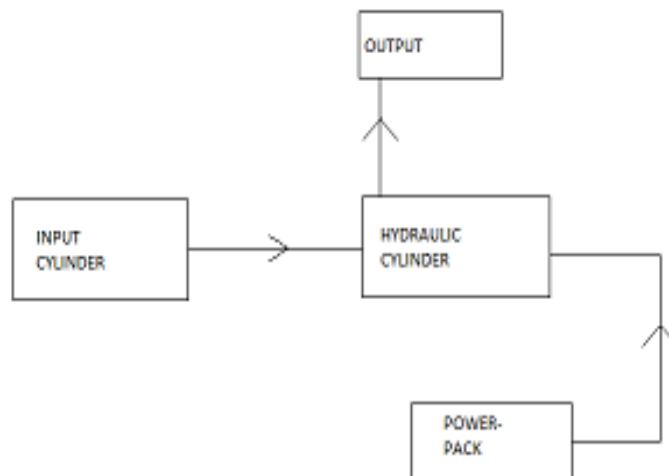 OUTPUT
INPUT
CYLINDER
HYDRAULIC
CYLINDER
POWER-
PACK